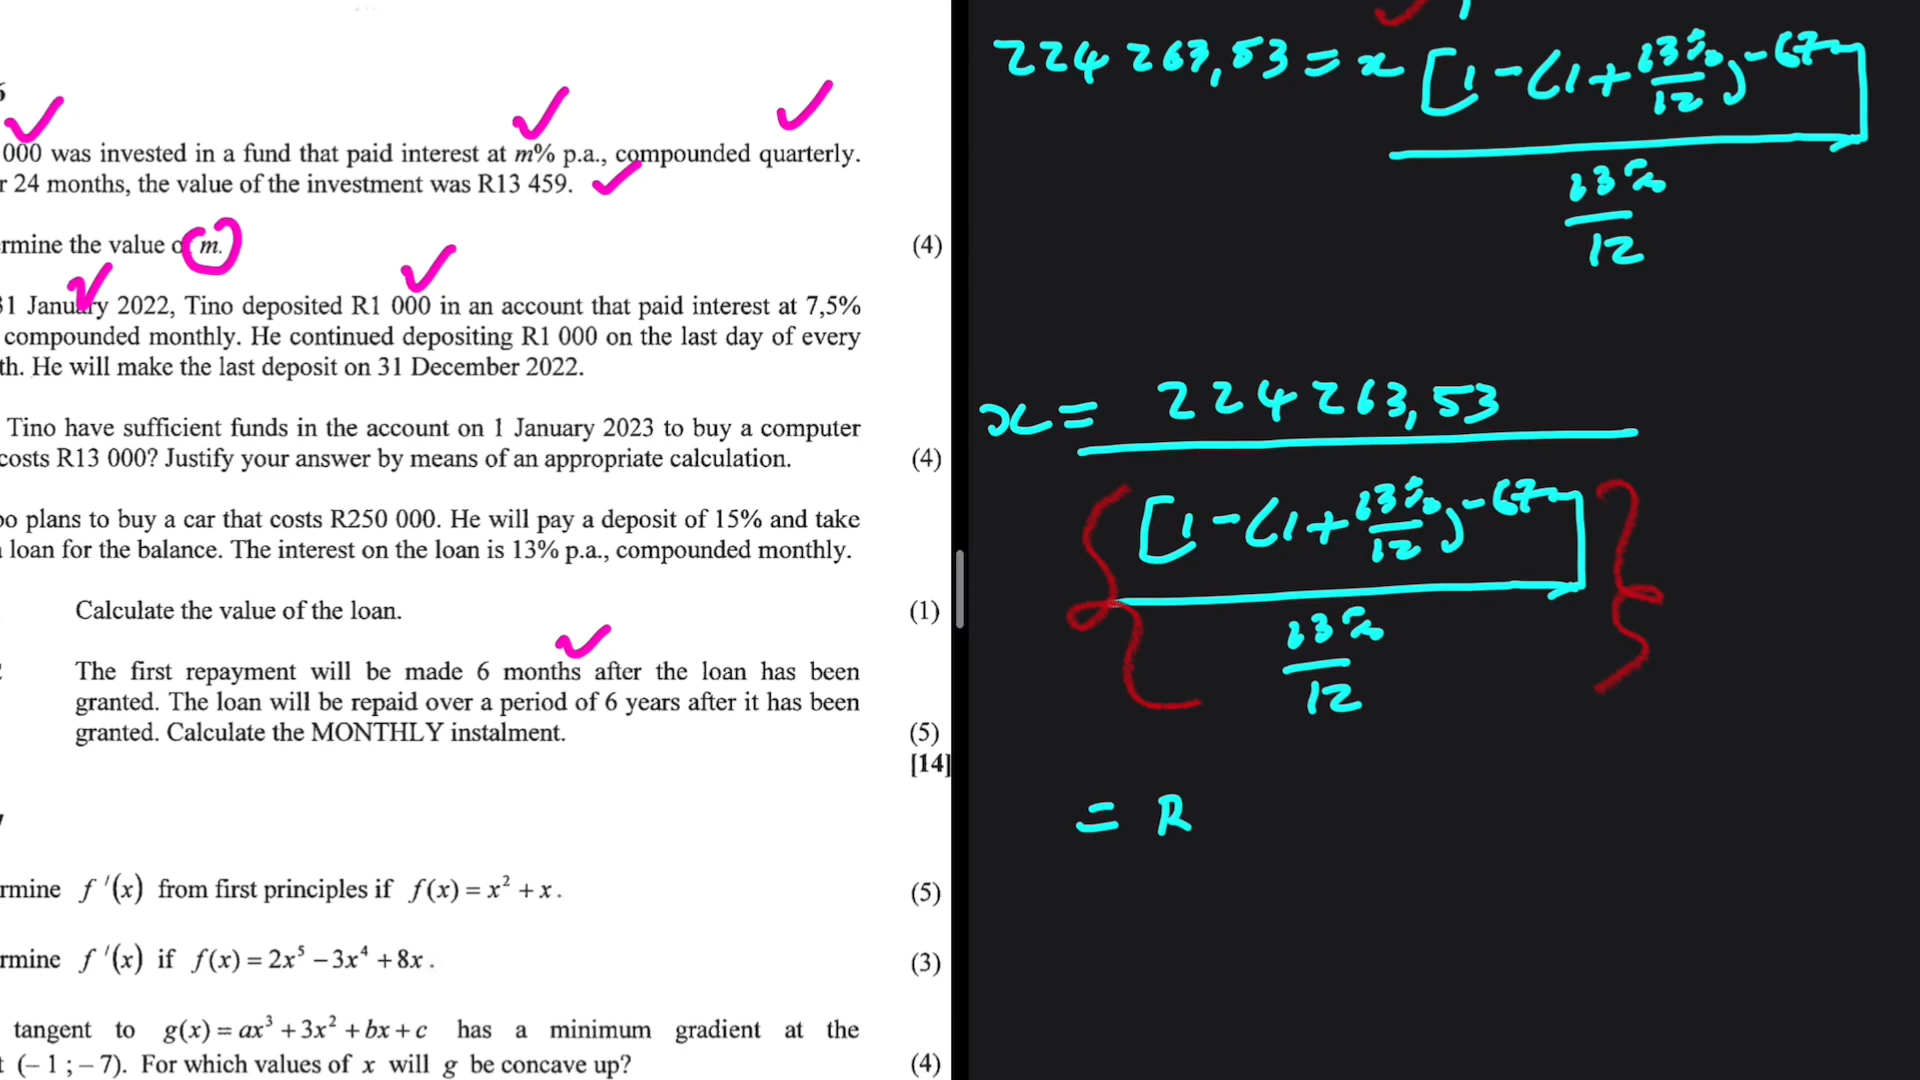 000 was invested in a fund that paid interest at m% p.a., compounded quarterly.
24 months, the value of the investment was R13 459.
the value m.
(4)
31 January 2022, Tino deposited R1 000 in an account that paid interest at 7,5%
compounded monthly. He continued depositing R1 000 on the last day of every
th. He will make the last deposit on 31 December 2022.
Tino have sufficient funds in the account on 1 January 2023 to buy a computer
costs R13 000? Justify your answer by means of an appropriate calculation.
(4)
plans to buy a car that costs R250 000. He will pay a deposit of 15% and take
loan for the balance. The interest on the loan is 13% p.a., compounded monthly.
Calculate the value of the loan.
(1)
The first repayment will be made 6 months after the loan has been
granted. The loan will be repaid over a period of 6 years after it has been
granted. Calculate the MONTHLY instalment.
(5)
[14]
rmine f ′(x) from first principles if f(x) = x² + x.
(5)
rmine f ′(x) if f(x) = 2x⁵ − 3x⁴ + 8x.
(3)
tangent to g(x) = ax³ + 3x² + bx + c has a minimum gradient at the
(− 1 ; − 7). For which values of x will g be concave up?
(4)
224 263,53 = x [1 - (1 + 13%/12)^-67]
13%
12
x = 224263,53
[1 - (1 + 13%/12)^-67]
13%
12
= R